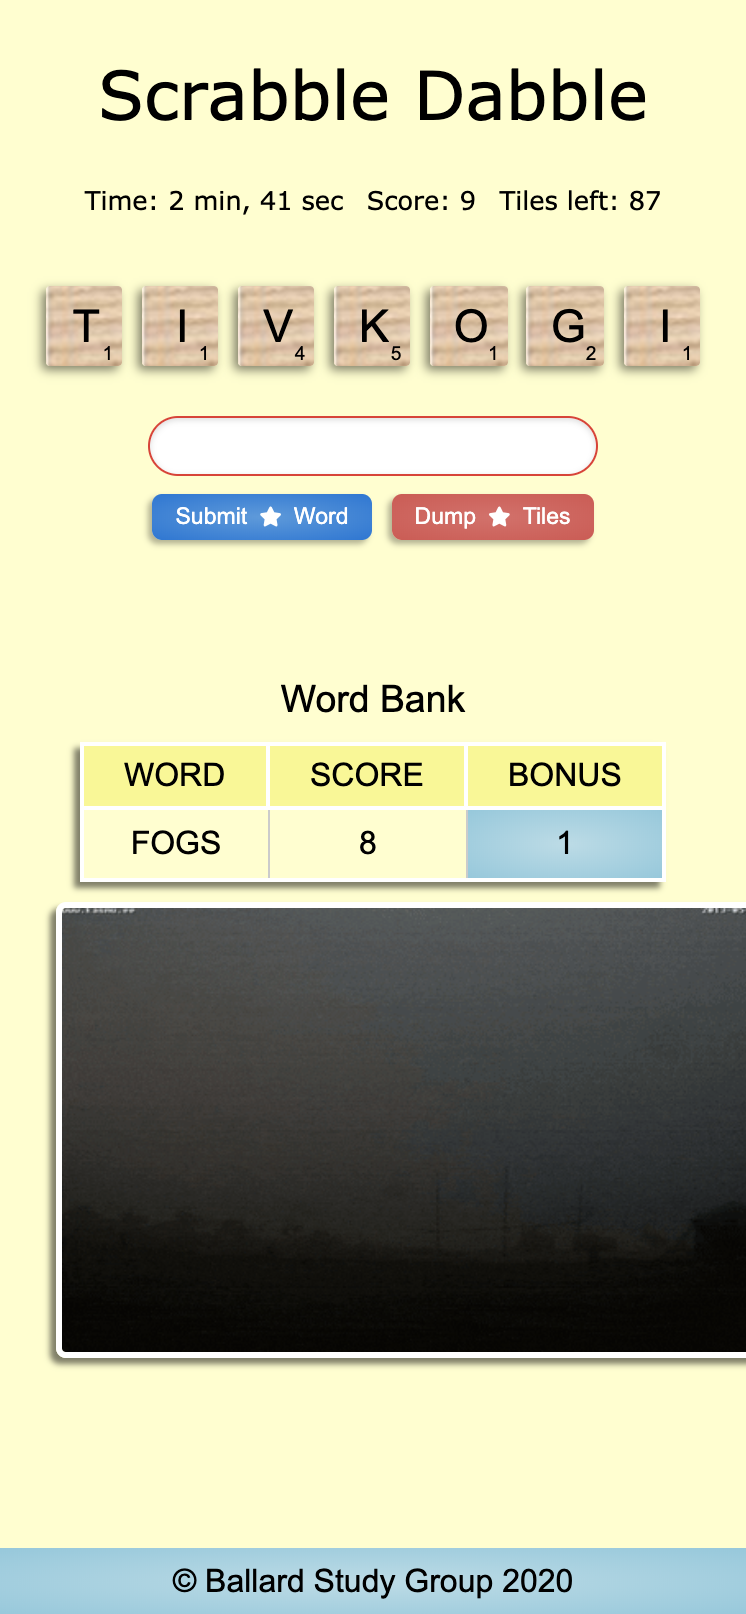 Scrabble Dabble
Time: 2 min, 41 sec Score: 9 Tiles left: 87
T 1 I 1 V 4 K 5 O 1 G 2 I 1
Submit ★ Word Dump ★ Tiles
Word Bank
WORD SCORE BONUS
FOGS 8 1
© Ballard Study Group 2020